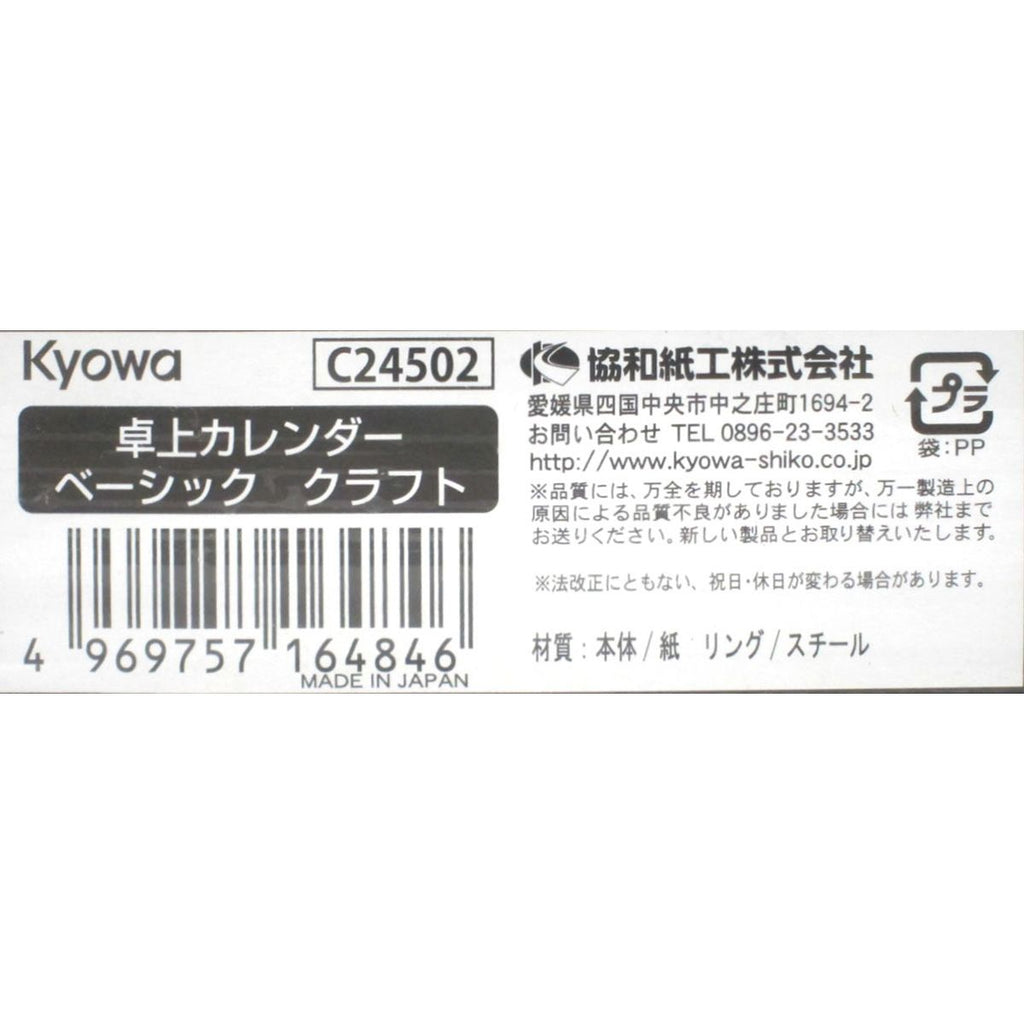 Kyowa
C24502
卓上カレンダー
ベーシック　クラフト
4 969757 164846
MADE IN JAPAN
協和紙工株式会社
愛媛県四国中央市中之庄町1694-2
お問い合わせ TEL 0896-23-3533
http://www.kyowa-shiko.co.jp
プラ
袋:PP
※品質には、万全を期しておりますが、万一製造上の
原因による品質不良がありました場合には 弊社まで
お送りください。新しい製品とお取り替えいたします。
※法改正にともない、祝日・休日が変わる場合があります。
材質：本体/紙　リング/スチール